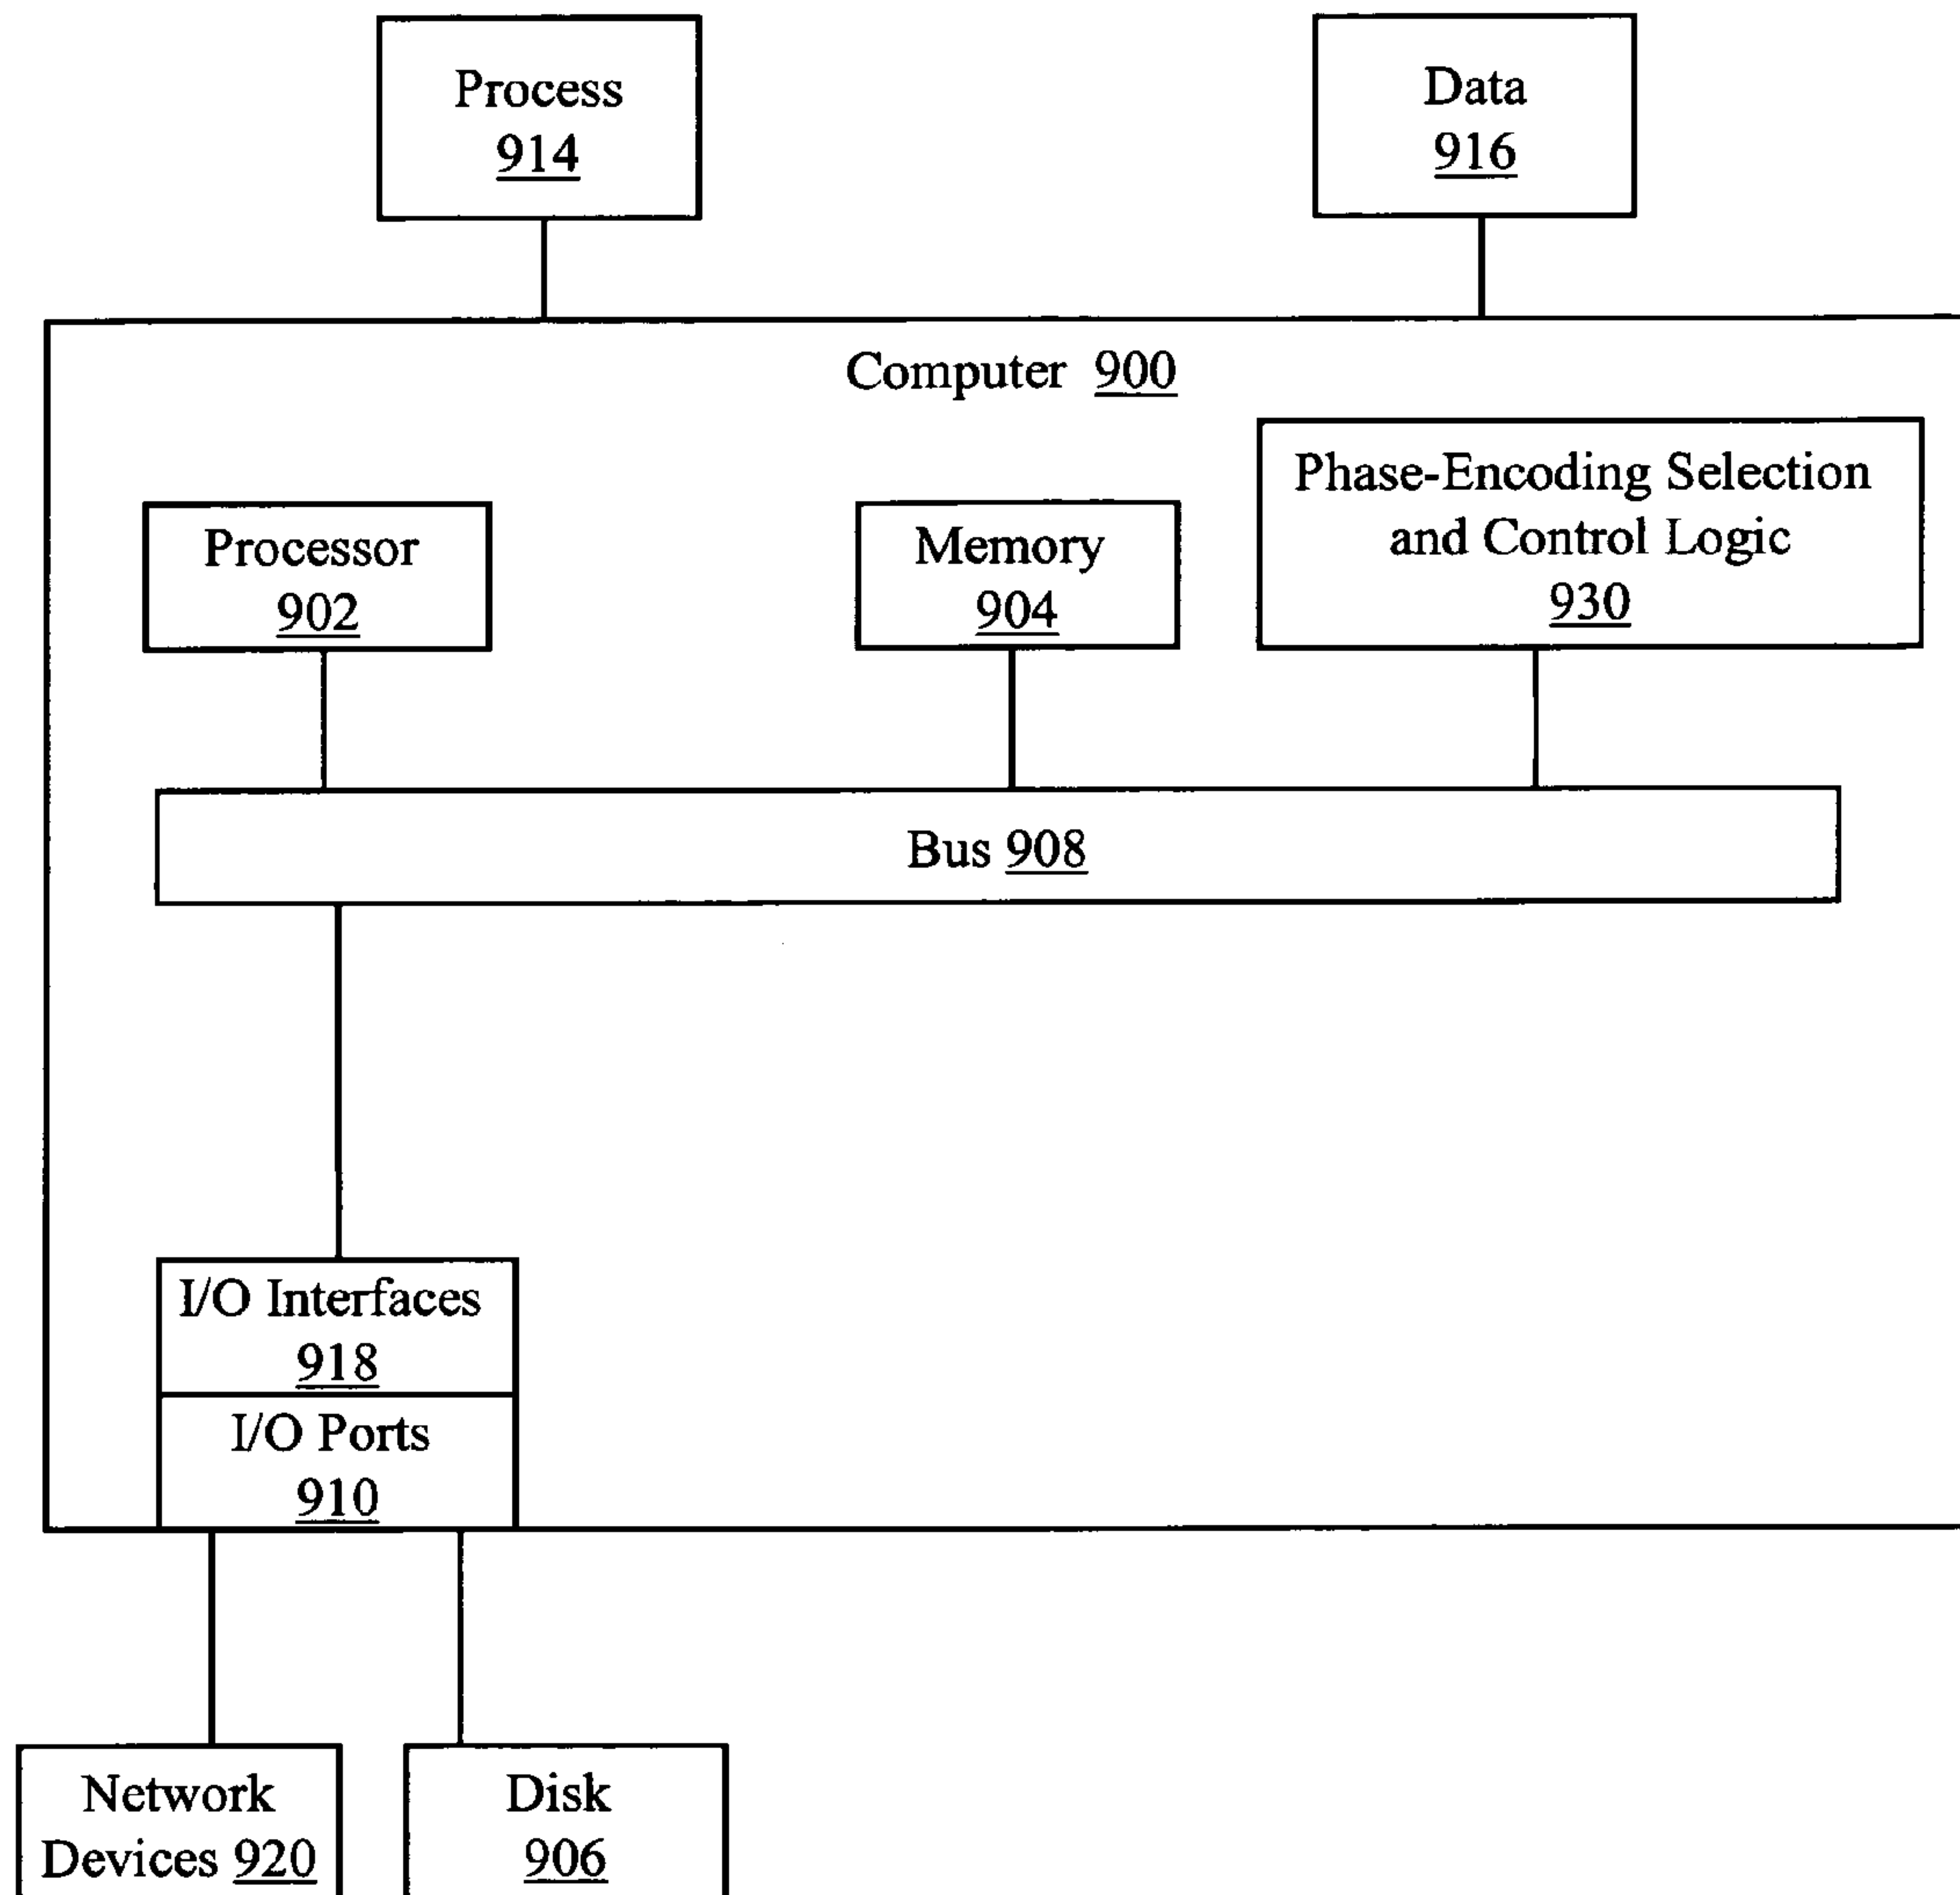 Process
914
Data
916
Computer 900
Processor
902
Memory
904
Phase-Encoding Selection
and Control Logic
930
Bus 908
I/O Interfaces
918
I/O Ports
910
Network
Devices 920
Disk
906